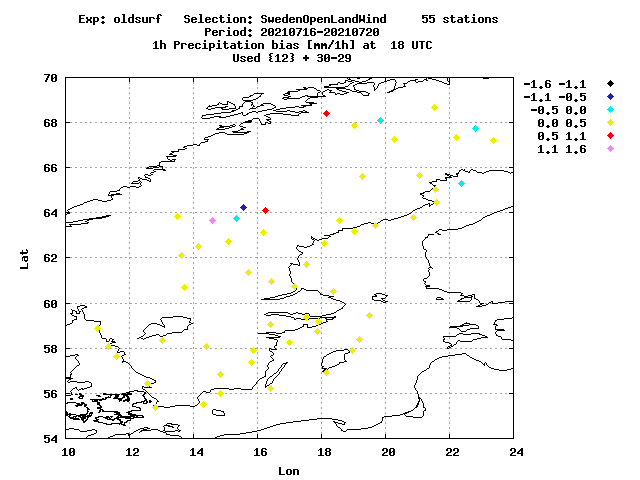 Exp: oldsurf Selection: SwedenOpenLandWind 55 stations
Period: 20210716-20210720
1h Precipitation bias [mm/1h] at 18 UTC
Used {12} + 30-29
-1.6 -1.1
-1.1 -0.5
-0.5 0.0
0.0 0.5
0.5 1.1
1.1 1.6
70
68
66
64
62
60
58
56
54
Lat
10 12 14 16 18 20 22 24
Lon